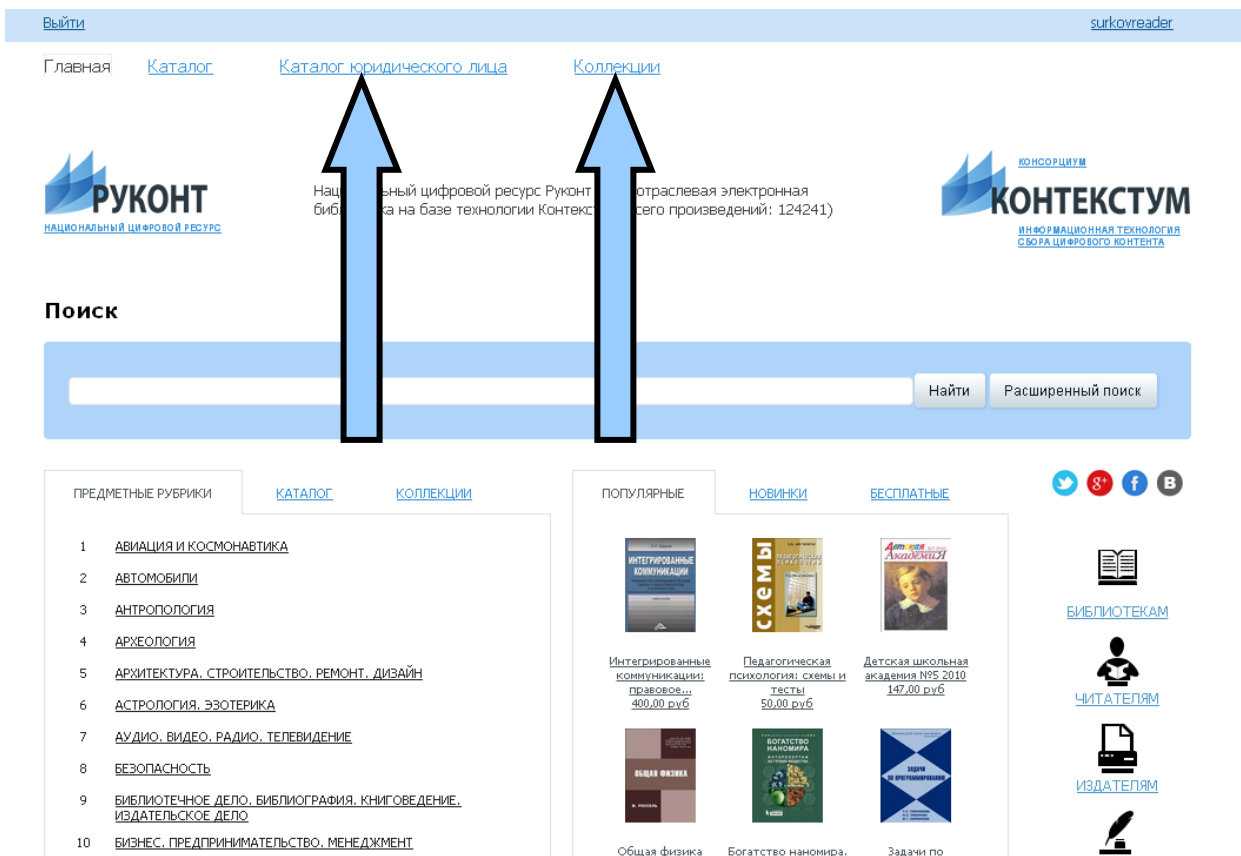 Выйти
surkovreader
Главная
Каталог
Каталог юридического лица
Коллекции
РУКОНТ
НАЦИОНАЛЬНЫЙ ЦИФРОВОЙ РЕСУРС
ный цифровой ресурс Руконт
отраслевая электронная
ка на базе технологии
сего произведений: 124241)
КОНСОРЦИУМ
КОНТЕКСТУМ
ИНФОРМАЦИОННАЯ ТЕХНОЛОГИЯ
СБОРА ЦИФРОВОГО КОНТЕНТА
Поиск
Найти
Расширенный поиск
ПРЕДМЕТНЫЕ РУБРИКИ
КАТАЛОГ
КОЛЛЕКЦИИ
1 АВИАЦИЯ И КОСМОНАВТИКА
2 АВТОМОБИЛИ
3 АНТРОПОЛОГИЯ
4 АРХЕОЛОГИЯ
5 АРХИТЕКТУРА. СТРОИТЕЛЬСТВО. РЕМОНТ. ДИЗАЙН
6 АСТРОЛОГИЯ. ЭЗОТЕРИКА
7 АУДИО. ВИДЕО. РАДИО. ТЕЛЕВИДЕНИЕ
8 БЕЗОПАСНОСТЬ
9 БИБЛИОТЕЧНОЕ ДЕЛО. БИБЛИОГРАФИЯ. КНИГОВЕДЕНИЕ.
ИЗДАТЕЛЬСКОЕ ДЕЛО
10 БИЗНЕС. ПРЕДПРИНИМАТЕЛЬСТВО. МЕНЕДЖМЕНТ
ПОПУЛЯРНЫЕ
НОВИНКИ
БЕСПЛАТНЫЕ
ИНТЕГРИРОВАННЫЕ
КОММУНИКАЦИИ
схемы
Детская
Академия
Интегрированные
коммуникации:
правовое...
400,00 руб
Педагогическая
психология: схемы и
тесты
50,00 руб
Детская школьная
академия №5 2010
147,00 руб
ОБЩАЯ ФИЗИКА
БОГАТСТВО
НАНОМИРА
ЗАДАЧИ
ПО ПРОГРАММИРОВАНИЮ
Общая физика
Богатство наномира.
Задачи по
8+
f
B
БИБЛИОТЕКАМ
ЧИТАТЕЛЯМ
ИЗДАТЕЛЯМ